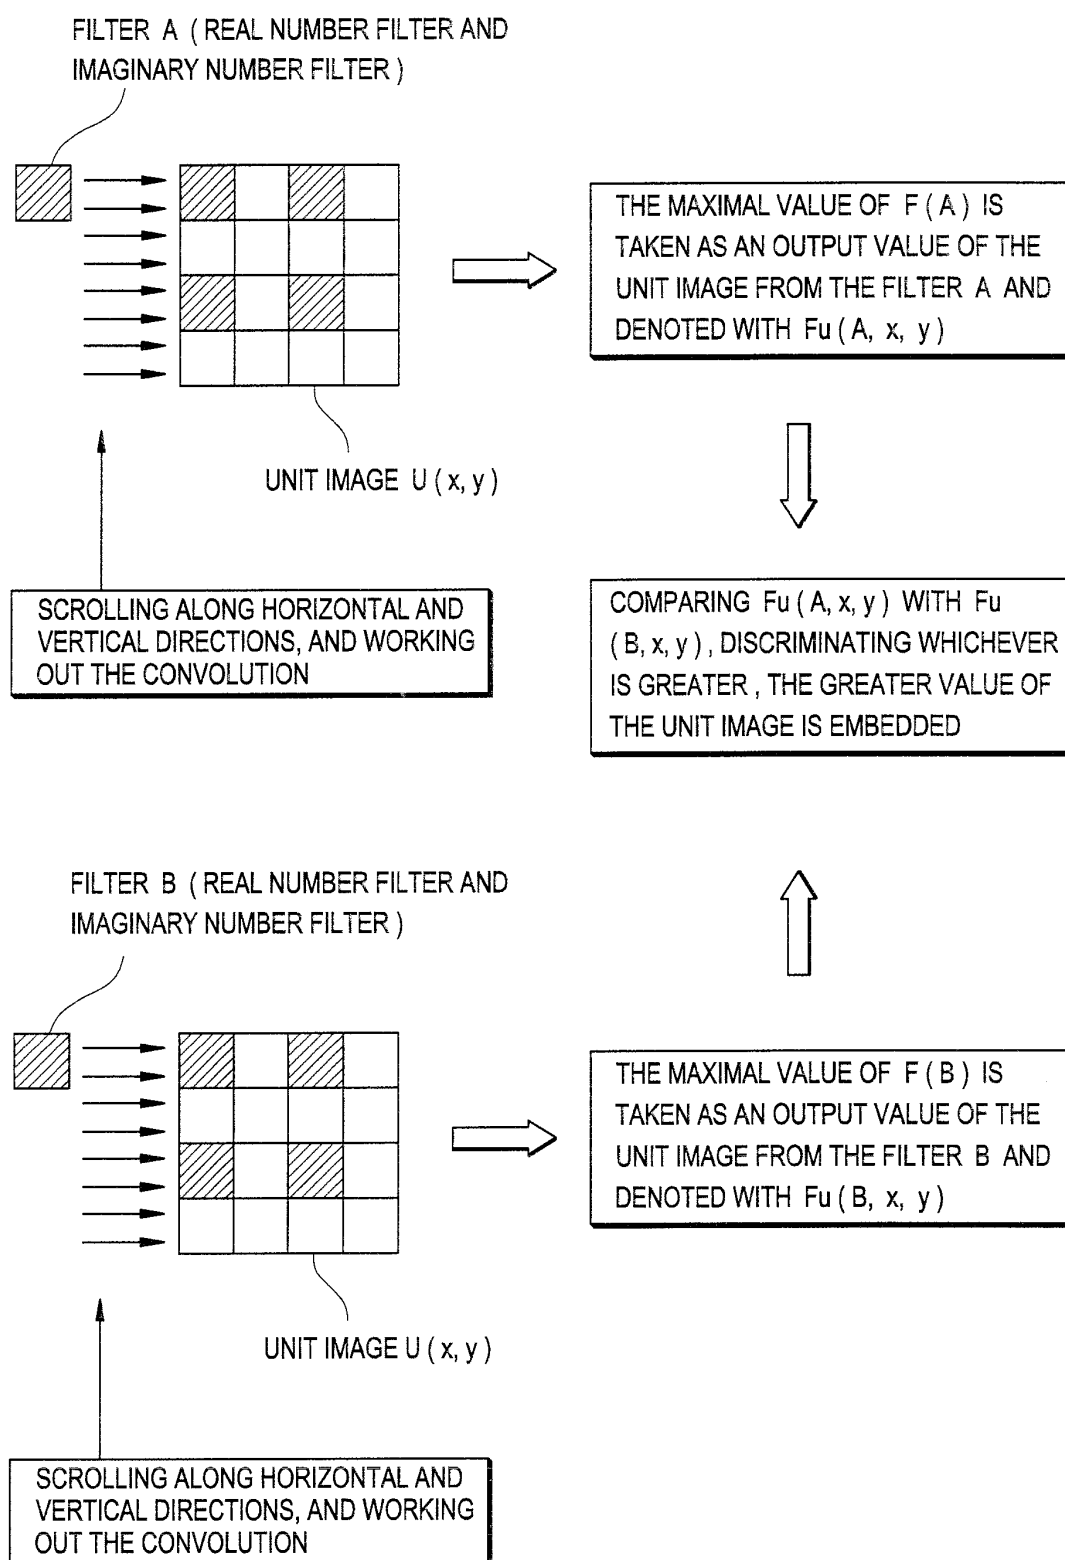 FILTER A ( REAL NUMBER FILTER AND
IMAGINARY NUMBER FILTER )
THE MAXIMAL VALUE OF F ( A ) IS
TAKEN AS AN OUTPUT VALUE OF THE
UNIT IMAGE FROM THE FILTER A AND
DENOTED WITH Fu ( A, x, y )
UNIT IMAGE U ( x, y )
SCROLLING ALONG HORIZONTAL AND
VERTICAL DIRECTIONS, AND WORKING
OUT THE CONVOLUTION
COMPARING Fu ( A, x, y ) WITH Fu
( B, x, y ) , DISCRIMINATING WHICHEVER
IS GREATER , THE GREATER VALUE OF
THE UNIT IMAGE IS EMBEDDED
FILTER B ( REAL NUMBER FILTER AND
IMAGINARY NUMBER FILTER )
THE MAXIMAL VALUE OF F ( B ) IS
TAKEN AS AN OUTPUT VALUE OF THE
UNIT IMAGE FROM THE FILTER B AND
DENOTED WITH Fu ( B, x, y )
UNIT IMAGE U ( x, y )
SCROLLING ALONG HORIZONTAL AND
VERTICAL DIRECTIONS, AND WORKING
OUT THE CONVOLUTION